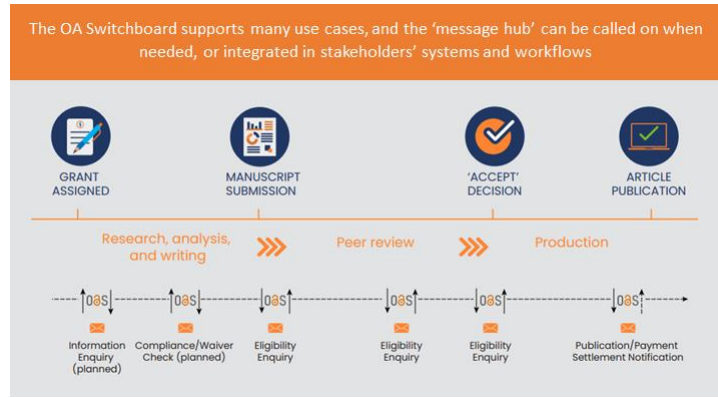 The OA Switchboard supports many use cases, and the ‘message hub’ can be called on when
needed, or integrated in stakeholders’ systems and workflows
GRANT
ASSIGNED
MANUSCRIPT
SUBMISSION
‘ACCEPT’
DECISION
ARTICLE
PUBLICATION
Research, analysis,
and writing
Peer review
Production
oas
oas
oas
oas
oas
oas
Information
Enquiry
(planned)
Compliance/Waiver
Check (planned)
Eligibility
Enquiry
Eligibility
Enquiry
Eligibility
Enquiry
Publication/Payment
Settlement Notification